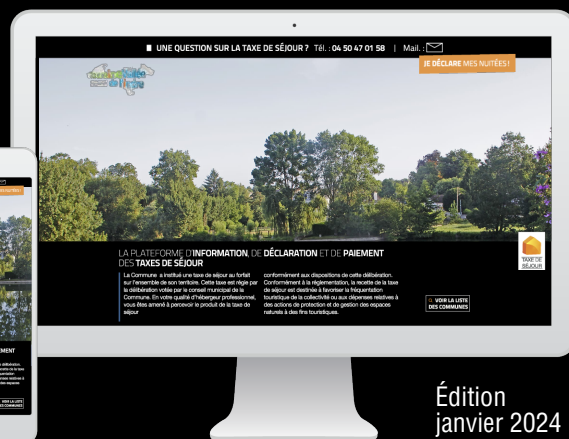 UNE QUESTION SUR LA TAXE DE SÉJOUR ? Tél. : 04 50 47 01 58 | Mail. :
JE DÉCLARE MES NUITÉES !
LA PLATEFORME D'INFORMATION, DE DÉCLARATION ET DE PAIEMENT
DES TAXES DE SÉJOUR
La Commune a institué une taxe de séjour au forfait
sur l'ensemble de son territoire. Cette taxe est régie par
la délibération votée par le conseil municipal de la
Commune. En votre qualité d'hébergeur professionnel,
vous êtes amené à percevoir le produit de la taxe de
séjour
conformément aux dispositions de cette délibération.
Conformément à la réglementation, la recette de la taxe
de séjour est destinée à favoriser la fréquentation
touristique de la collectivité ou aux dépenses relatives à
des actions de protection et de gestion des espaces
naturels à des fins touristiques.
TAXE DE
SÉJOUR
VOIR LA LISTE
DES COMMUNES
Édition
janvier 2024